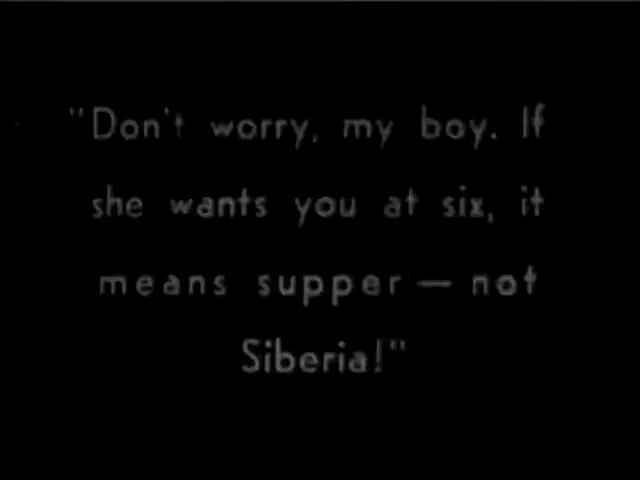 "Don't worry, my boy. If
she wants you at six, it
means supper — not
Siberia!"